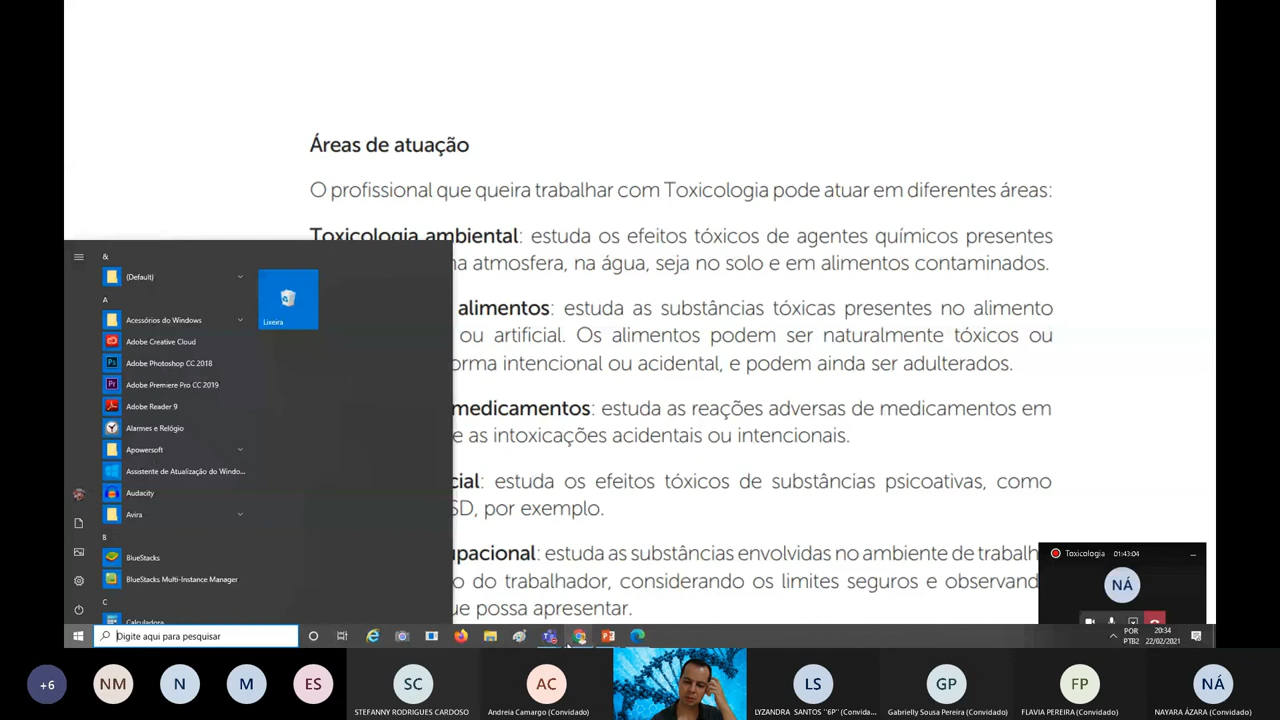 Áreas de atuação
O profissional que queira trabalhar com Toxicologia pode atuar em diferentes áreas:
Toxicologia ambiental: estuda os efeitos tóxicos de agentes químicos presentes
na atmosfera, na água, seja no solo e em alimentos contaminados.
alimentos: estuda as substâncias tóxicas presentes no alimento
ou artificial. Os alimentos podem ser naturalmente tóxicos ou
forma intencional ou acidental, e podem ainda ser adulterados.
medicamentos: estuda as reações adversas de medicamentos em
e as intoxicações acidentais ou intencionais.
cial: estuda os efeitos tóxicos de substâncias psicoativas, como
SD, por exemplo.
upacional: estuda as substâncias envolvidas no ambiente de trabalh
o do trabalhador, considerando os limites seguros e observand
ue possa apresentar.
&
(Default)
A
Acessórios do Windows
Adobe Creative Cloud
Adobe Photoshop CC 2018
Adobe Premiere Pro CC 2019
Adobe Reader 9
Alarmes e Relógio
Apowersoft
Assistente de Atualização do Windo...
Audacity
Avira
B
BlueStacks
BlueStacks Multi-Instance Manager
C
Calculadora
Lixeira
Toxicologia 01:43:04
NÁ
Digite aqui para pesquisar
POR
PTB2
20:34
22/02/2021
+6
NM
N
M
ES
SC
STEFANNY RODRIGUES CARDOSO
AC
Andreia Camargo (Convidado)
LS
LYZANDRA SANTOS "6P" (Convida...
GP
Gabrielly Sousa Pereira (Convidado)
FP
FLAVIA PEREIRA (Convidado)
NÁ
NAYARA ÁZARA (Convidado)